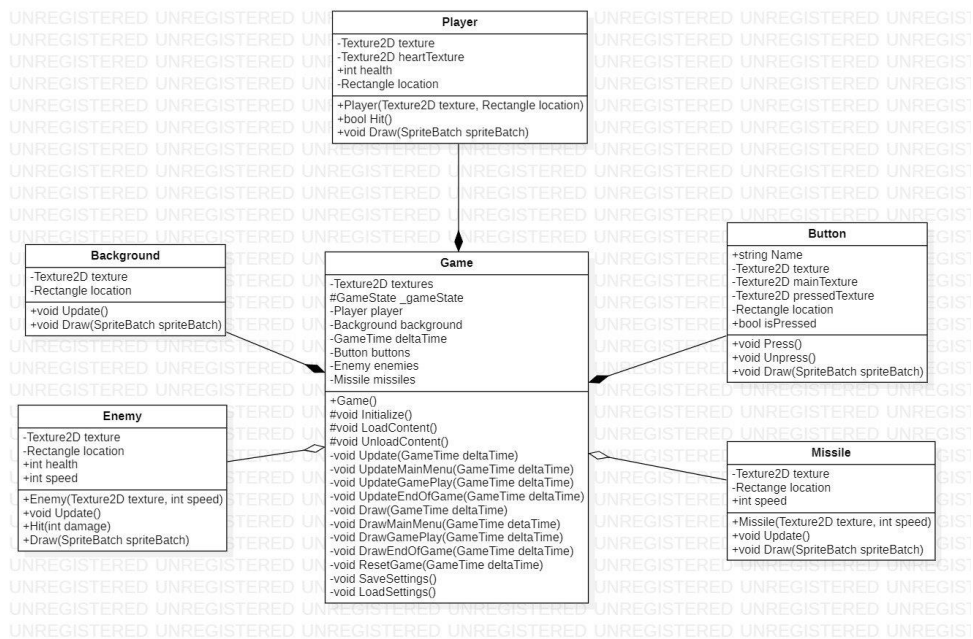 Player
-Texture2D texture
-Texture2D heartTexture
+int health
-Rectangle location
+Player(Texture2D texture, Rectangle location)
+bool Hit()
+void Draw(SpriteBatch spriteBatch)
Background
-Texture2D texture
-Rectangle location
+void Update()
+void Draw(SpriteBatch spriteBatch)
Game
-Texture2D textures
#GameState _gameState
-Player player
-Background background
-GameTime deltaTime
-Button buttons
-Enemy enemies
-Missile missiles
+Game()
#void Initialize()
#void LoadContent()
#void UnloadContent()
-void Update(GameTime deltaTime)
-void UpdateMainMenu(GameTime deltaTime)
-void UpdateGamePlay(GameTime deltaTime)
-void UpdateEndOfGame(GameTime deltaTime)
-void Draw(GameTime deltaTime)
-void DrawMainMenu(GameTime detaTime)
-void DrawGamePlay(GameTime deltaTime)
-void DrawEndOfGame(GameTime deltaTime)
-void ResetGame(GameTime deltaTime)
-void SaveSettings()
-void LoadSettings()
Button
+string Name
-Texture2D texture
-Texture2D mainTexture
-Texture2D pressedTexture
-Rectangle location
+bool isPressed
+void Press()
+void Unpress()
+void Draw(SpriteBatch spriteBatch)
Enemy
-Texture2D texture
-Rectangle location
+int health
+int speed
+Enemy(Texture2D texture, int speed)
+void Update()
+Hit(int damage)
+Draw(SpriteBatch spriteBatch)
Missile
-Texture2D texture
-Rectange location
+int speed
+Missile(Texture2D texture, int speed)
+void Update()
+void Draw(SpriteBatch spriteBatch)